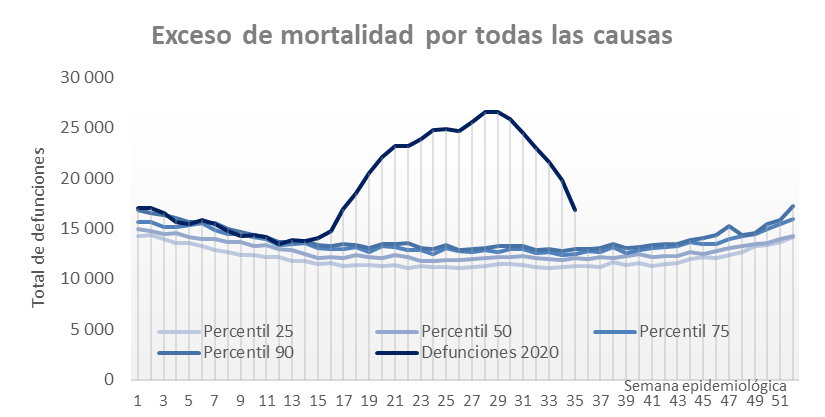 Exceso de mortalidad por todas las causas
30 000
25 000
20 000
15 000
10 000
5 000
0
Total de defunciones
Percentil 25 Percentil 50 Percentil 75
Percentil 90 Defunciones 2020
Semana epidemiológica
1 3 5 7 9 11 13 15 17 19 21 23 25 27 29 31 33 35 37 39 41 43 45 47 49 51